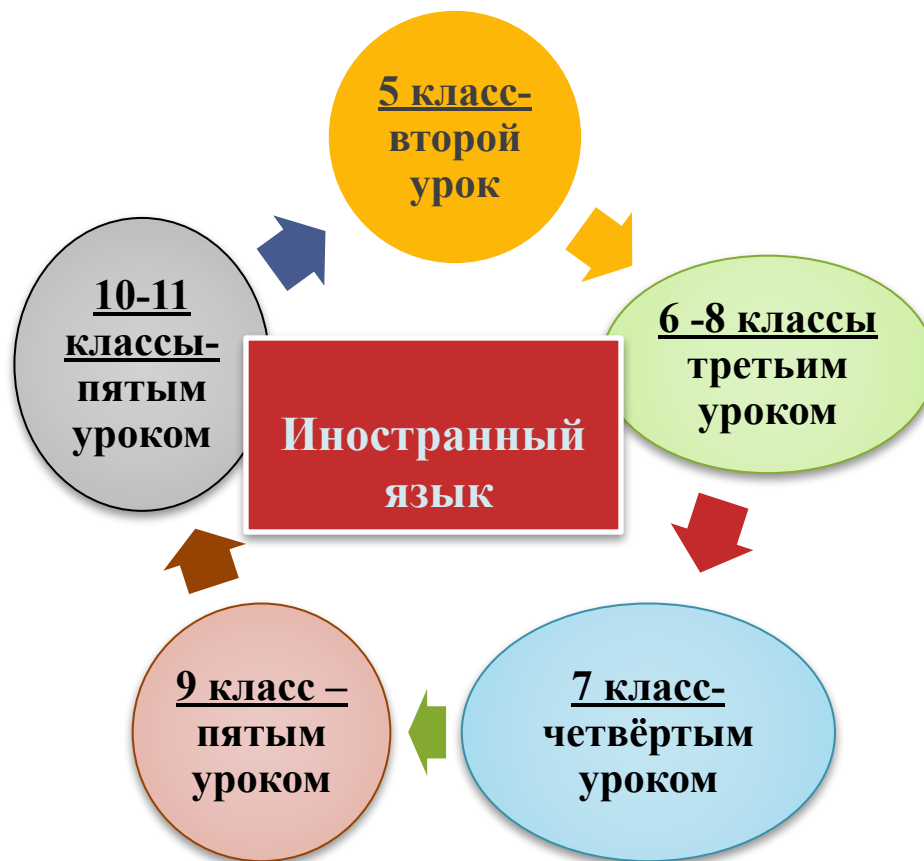 5 класс-
второй
урок
6 -8 классы
третьим
уроком
7 класс-
четвёртым
уроком
9 класс –
пятым
уроком
10-11
классы-
пятым
уроком
Иностранный
язык